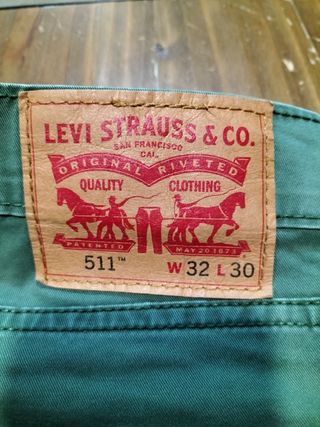 LEVI STRAUSS & CO.
SAN FRANCISCO
CAL.
ORIGINAL RIVETED
QUALITY CLOTHING
PATENTED MAY 20 1873
511™ W 32 L 30